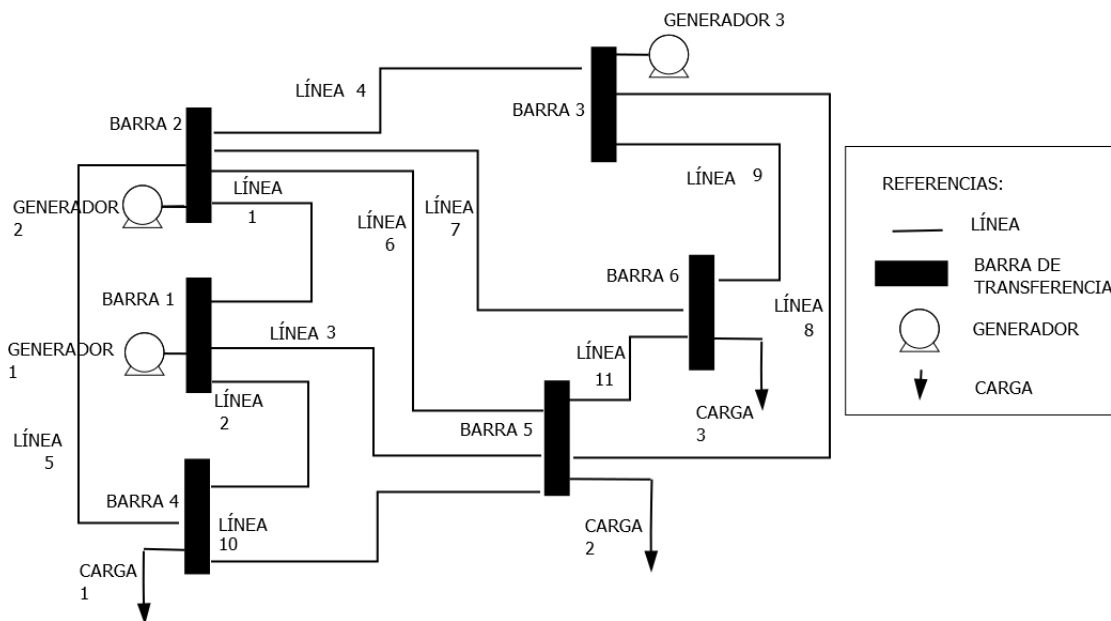 GENERADOR 3
LÍNEA 4
BARRA 3
BARRA 2
LÍNEA
1
LÍNEA 9
GENERADOR
2
LÍNEA
6
LÍNEA
7
BARRA 6
BARRA 1
LÍNEA
8
LÍNEA 3
GENERADOR
1
LÍNEA
11
LÍNEA
2
CARGA
3
BARRA 5
LÍNEA
5
BARRA 4
LÍNEA
10
CARGA
2
CARGA
1
REFERENCIAS:
LÍNEA
BARRA DE
TRANSFERENCIA
GENERADOR
CARGA